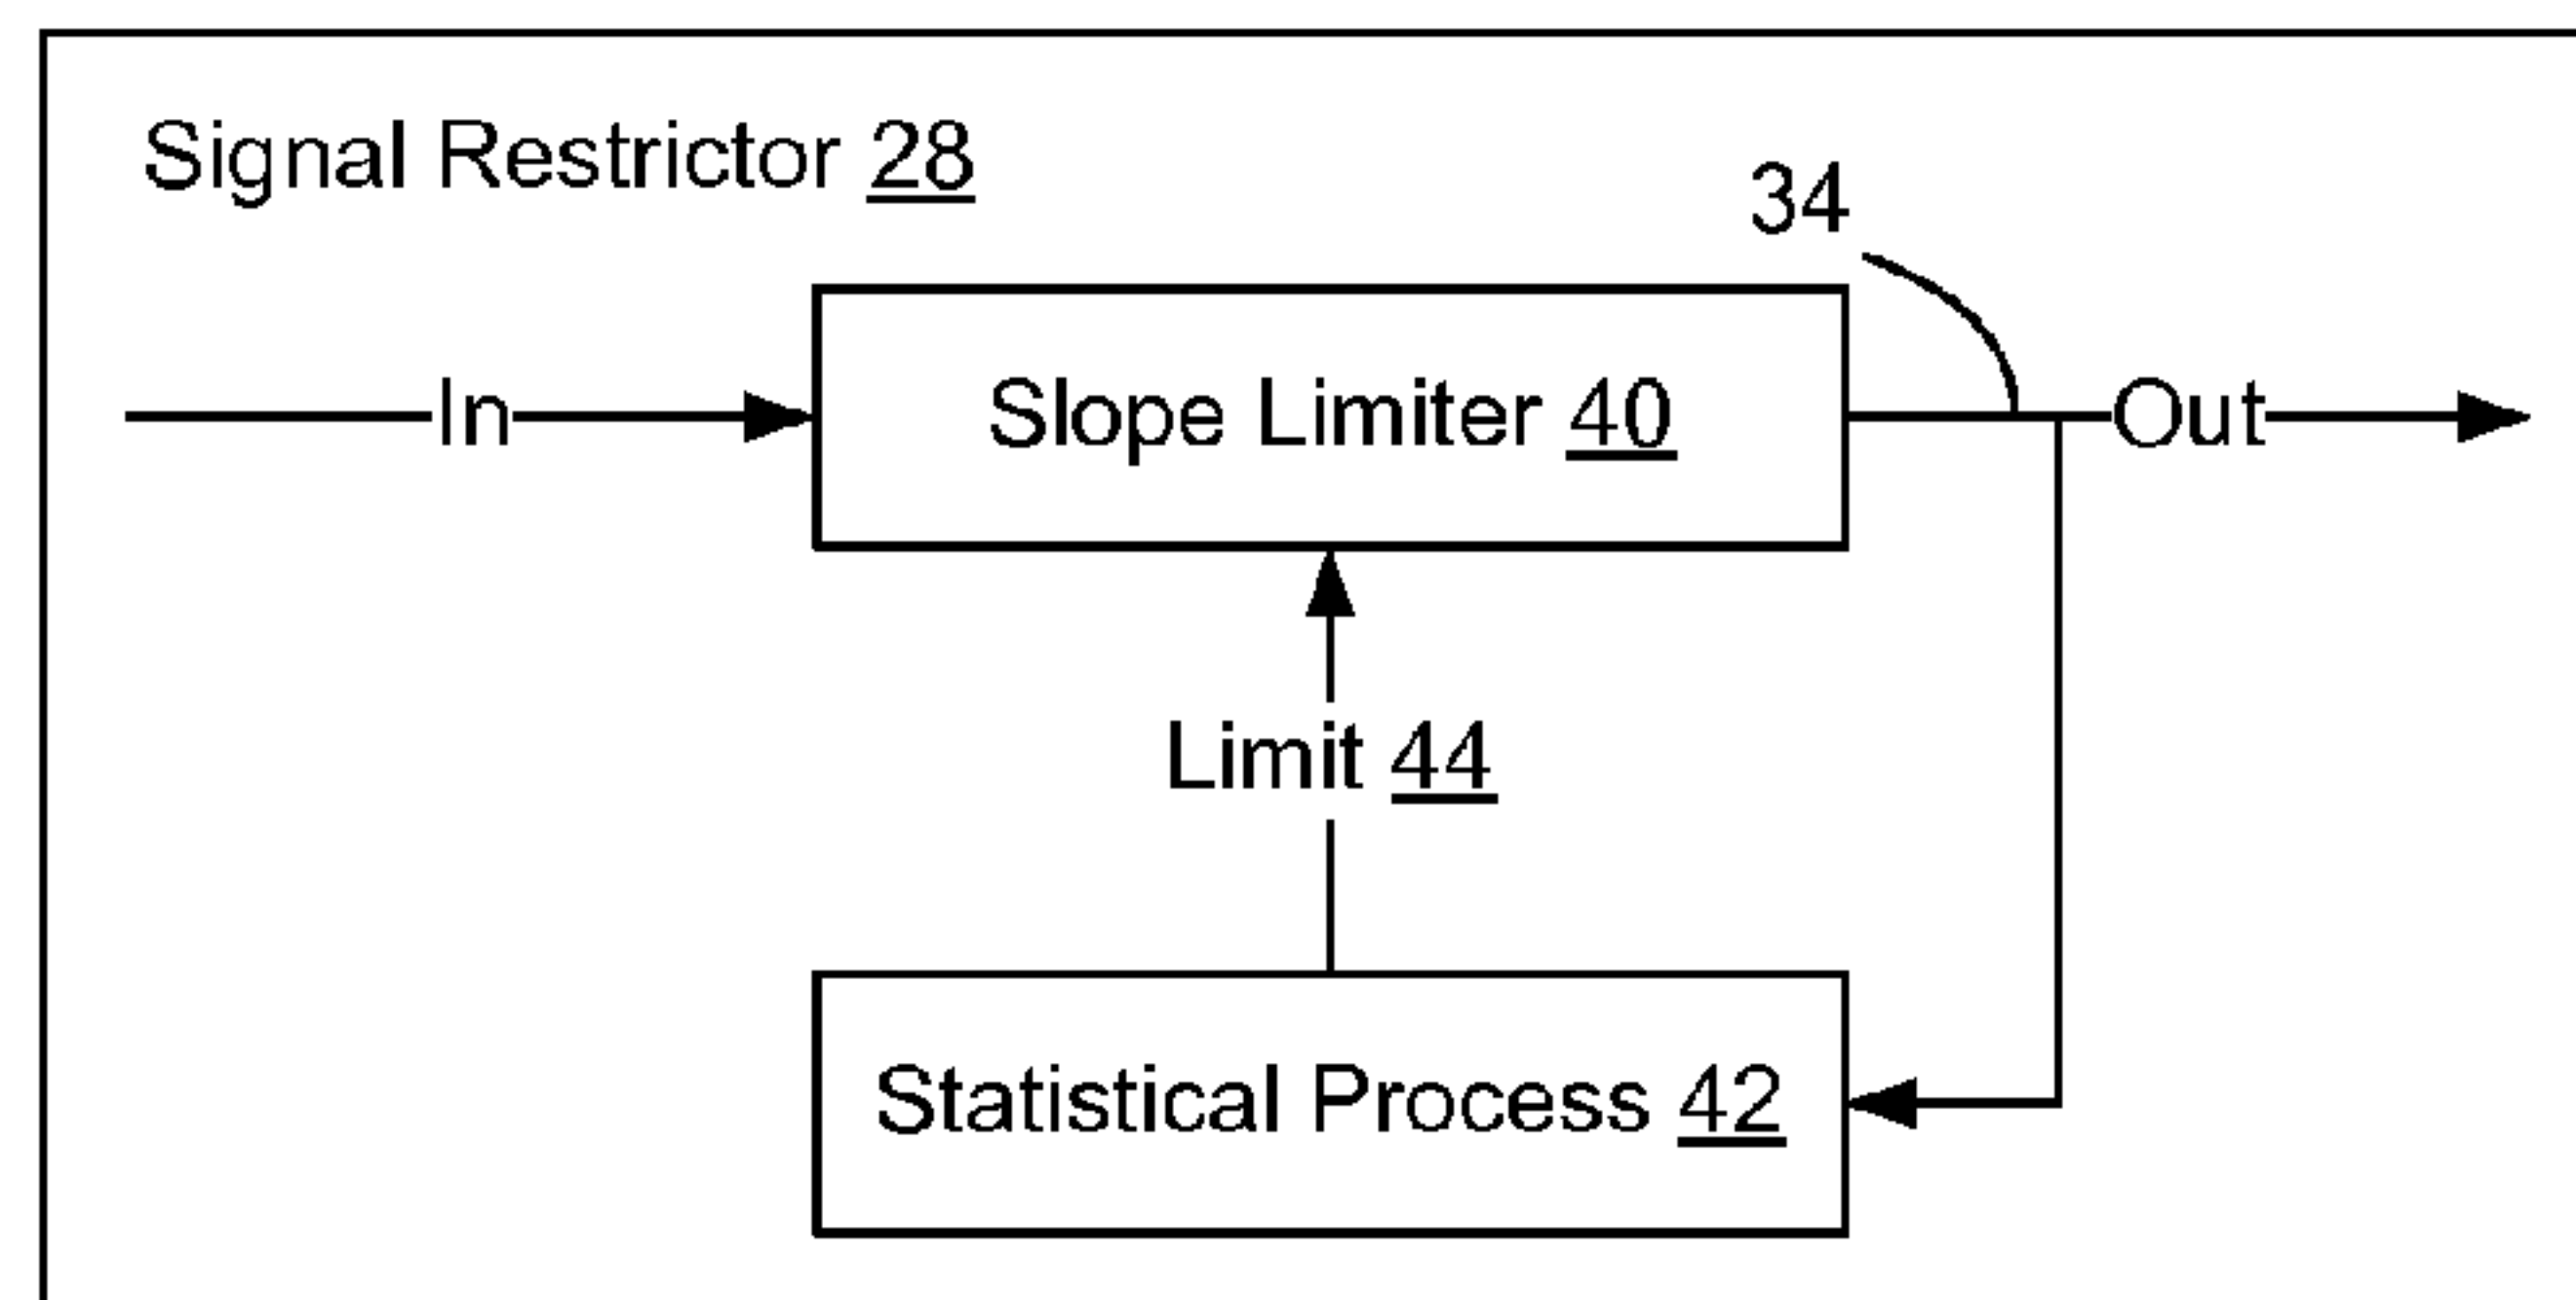 Signal Restrictor 28
34
In
Slope Limiter 40
Out
Limit 44
Statistical Process 42